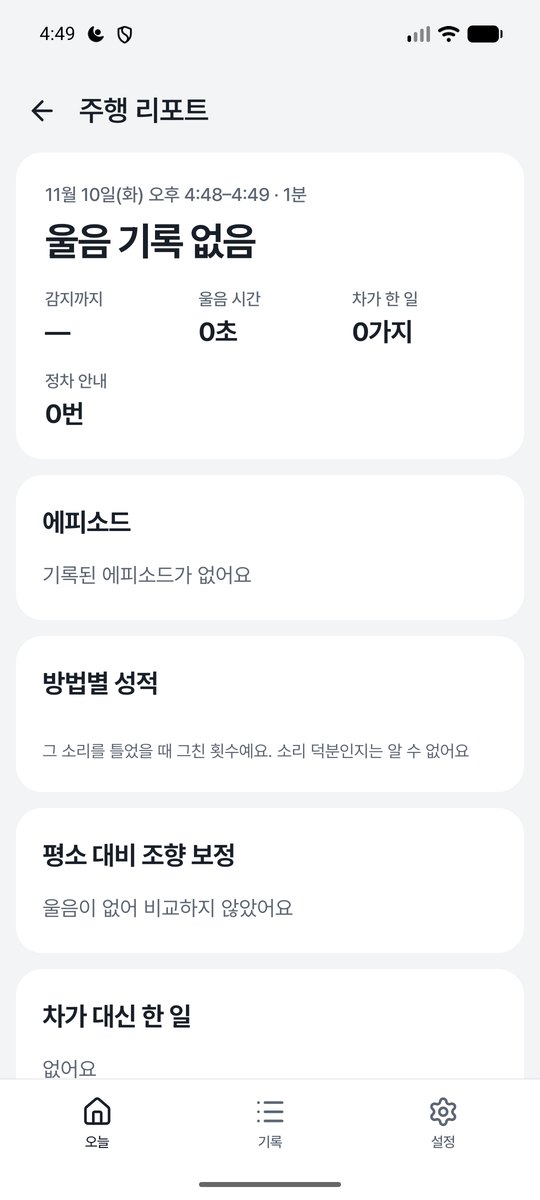 4:49
주행 리포트
11월 10일(화) 오후 4:48–4:49 · 1분
울음 기록 없음
감지까지 울음 시간 차가 한 일
— 0초 0가지
정차 안내
0번
에피소드
기록된 에피소드가 없어요
방법별 성적
그 소리를 틀었을 때 그친 횟수예요. 소리 덕분인지는 알 수 없어요
평소 대비 조향 보정
울음이 없어 비교하지 않았어요
차가 대신 한 일
없어요
오늘 기록 설정